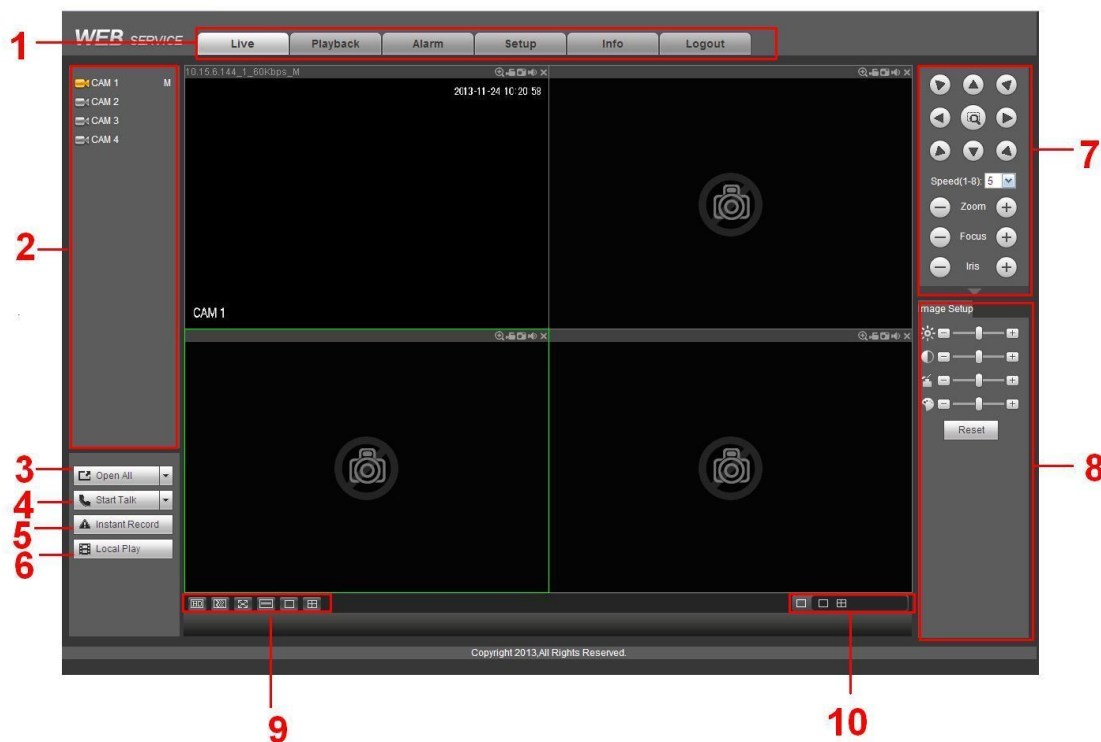 WEB SERVICE
Live Playback Alarm Setup Info Logout
1
CAM 1 M
CAM 2
CAM 3
CAM 4
2
10.15.6.144_1_60Kbps_M
2013-11-24 10:20:58
CAM 1
Speed(1-8): 5
Zoom
Focus
Iris
7
mage Setup
Reset
8
3
Open All
4
Start Talk
5
Instant Record
6
Local Play
HD
9
10
Copyright 2013,All Rights Reserved.